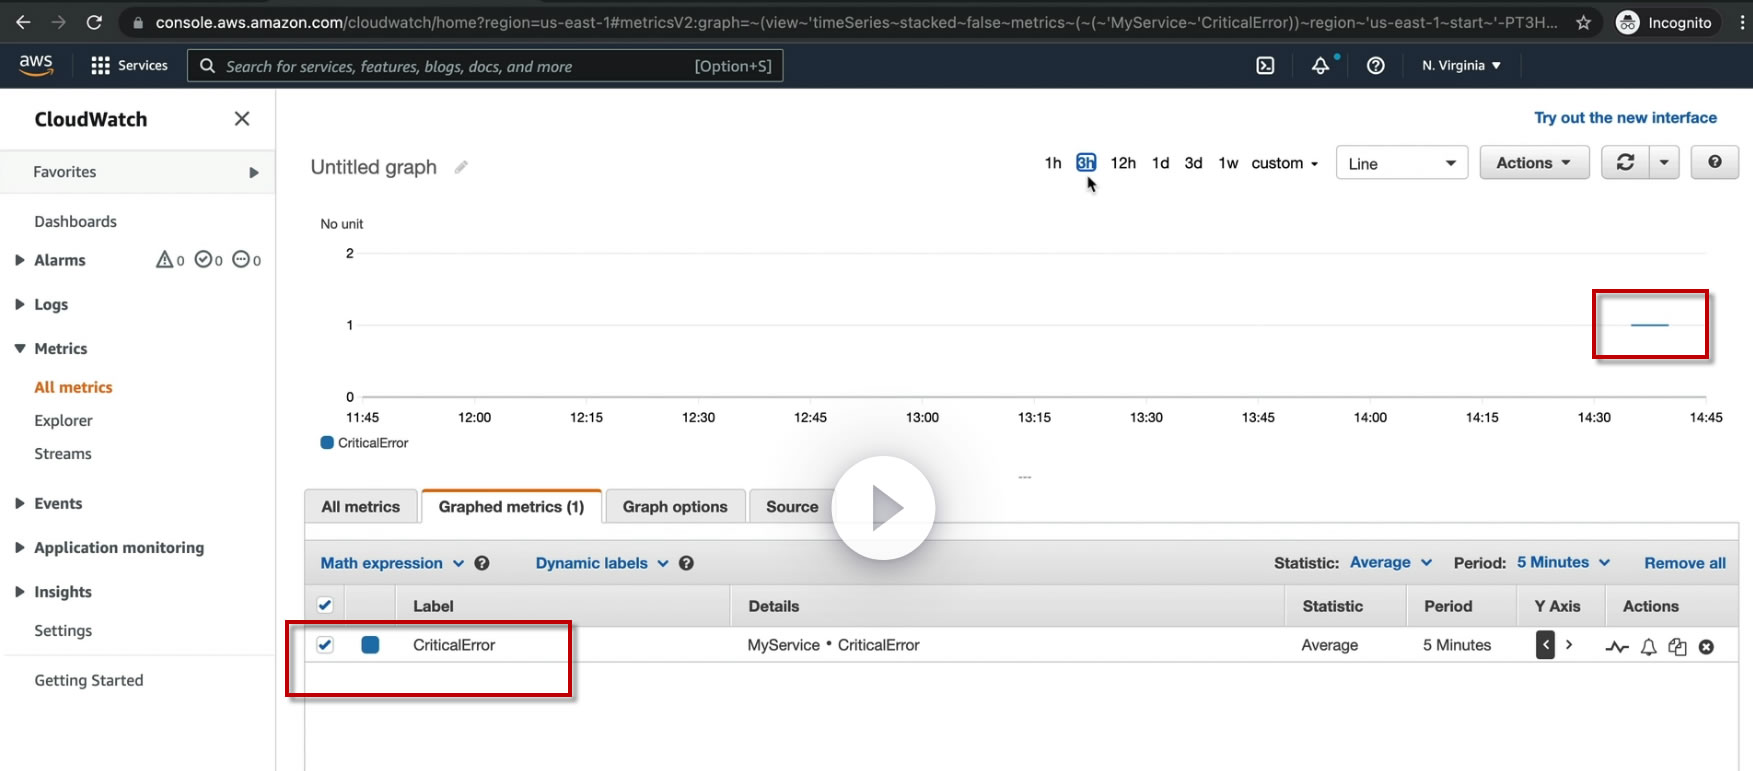 console.aws.amazon.com/cloudwatch/home?region=us-east-1#metricsV2:graph=~(view~'timeSeries~stacked~false~metrics~(~(~'MyService~'CriticalError))~region~'us-east-1~start~'-PT3H...
Incognito
aws
Services
Search for services, features, blogs, docs, and more
[Option+S]
N. Virginia
CloudWatch
Try out the new interface
Favorites
Untitled graph
1h 3h 12h 1d 3d 1w custom
Line
Actions
Dashboards
Alarms 0 0 0
Logs
Metrics
All metrics
Explorer
Streams
Events
Application monitoring
Insights
Settings
Getting Started
No unit
2
1
0
11:45 12:00 12:15 12:30 12:45 13:00 13:15 13:30 13:45 14:00 14:15 14:30 14:45
CriticalError
All metrics Graphed metrics (1) Graph options Source
Math expression Dynamic labels Statistic: Average Period: 5 Minutes Remove all
Label Details Statistic Period Y Axis Actions
CriticalError MyService • CriticalError Average 5 Minutes